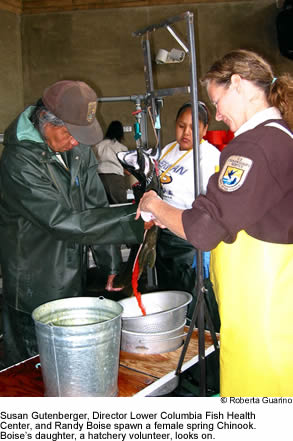 © Roberta Guarino
Susan Gutenberger, Director Lower Columbia Fish Health
Center, and Randy Boise spawn a female spring Chinook.
Boise's daughter, a hatchery volunteer, looks on.